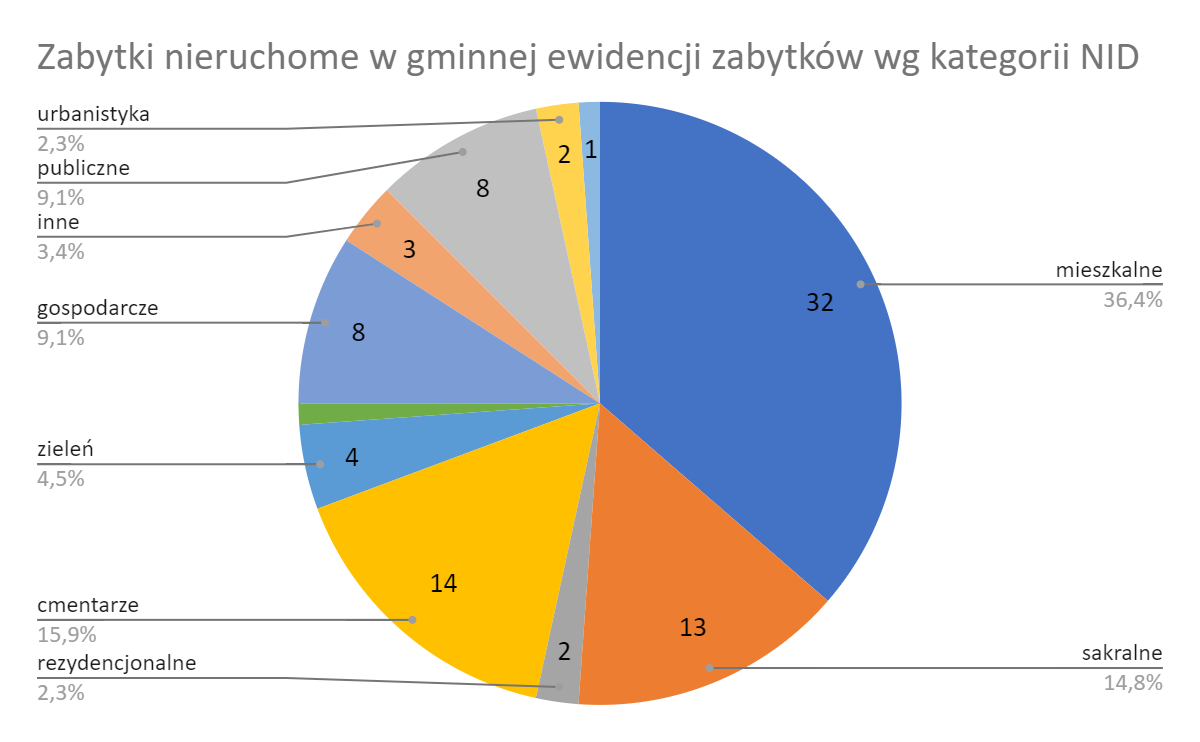 Zabytki nieruchome w gminnej ewidencji zabytków wg kategorii NID
urbanistyka
2,3%
publiczne
9,1%
inne
3,4%
gospodarcze
9,1%
zieleń
4,5%
cmentarze
15,9%
rezydencjonalne
2,3%
2
1
8
3
8
4
14
2
32
13
mieszkalne
36,4%
sakralne
14,8%